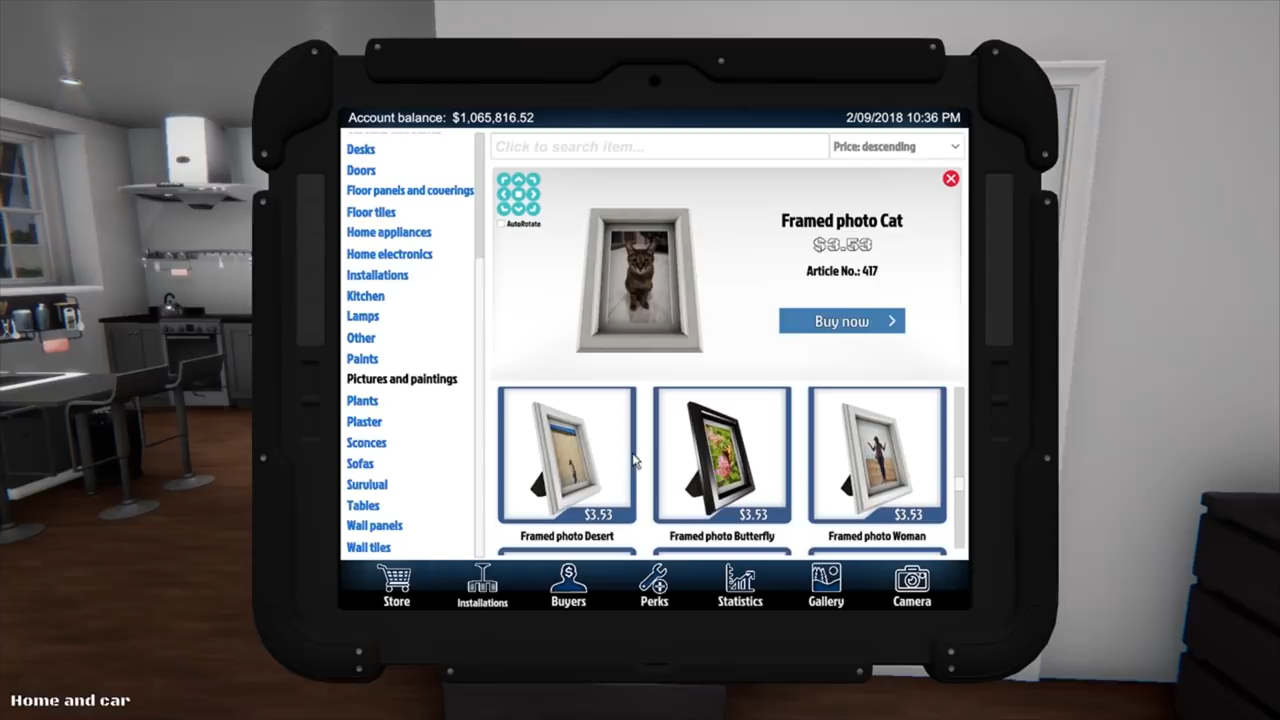 Account balance: $1,065,816.52
2/09/2018 10:36 PM
Desks
Doors
Floor panels and coverings
Floor tiles
Home appliances
Home electronics
Installations
Kitchen
Lamps
Other
Paints
Pictures and paintings
Plants
Plaster
Sconces
Sofas
Survival
Tables
Wall panels
Wall tiles
Click to search item...
Price: descending
AutoRotate
Framed photo Cat
$3.53
Article No.: 417
Buy now
$3.53
$3.53
$3.53
Framed photo Desert
Framed photo Butterfly
Framed photo Woman
Store
Installations
Buyers
Perks
Statistics
Gallery
Camera
Home and car